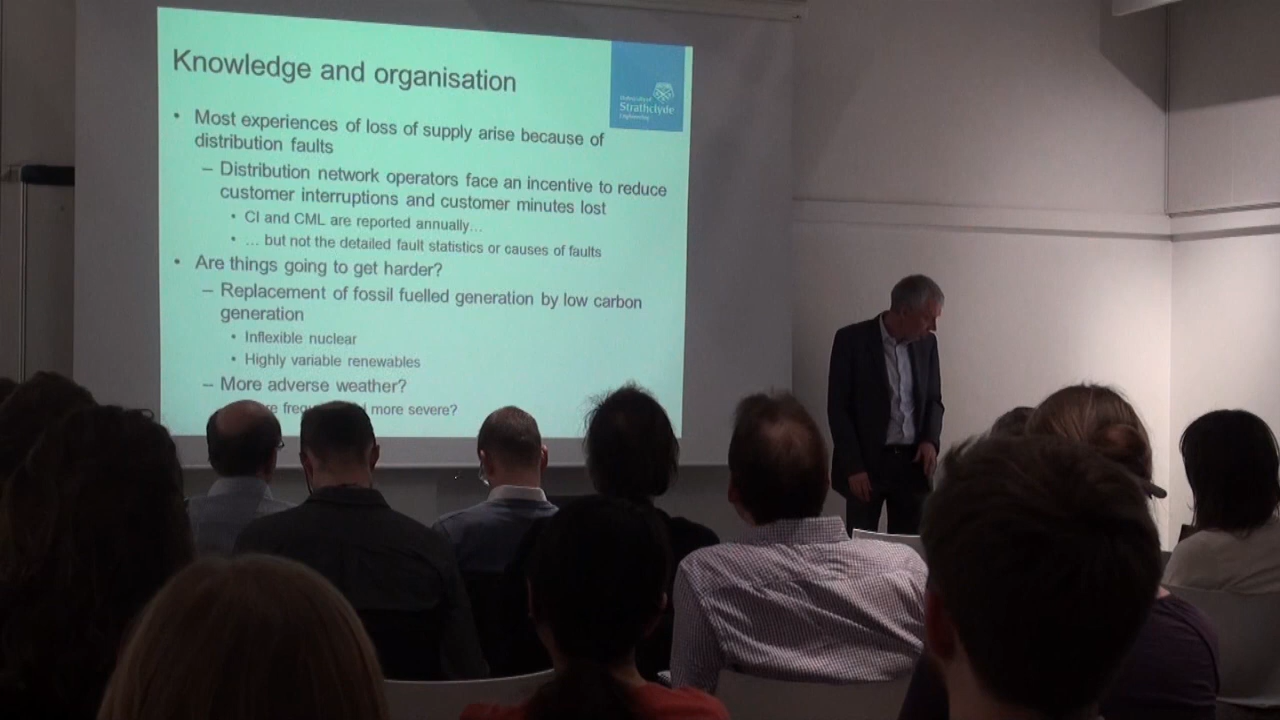 Knowledge and organisation
University of
Strathclyde
Engineering
• Most experiences of loss of supply arise because of
distribution faults
– Distribution network operators face an incentive to reduce
customer interruptions and customer minutes lost
• CI and CML are reported annually…
• … but not the detailed fault statistics or causes of faults
• Are things going to get harder?
– Replacement of fossil fuelled generation by low carbon
generation
• Inflexible nuclear
• Highly variable renewables
– More adverse weather?
more severe?